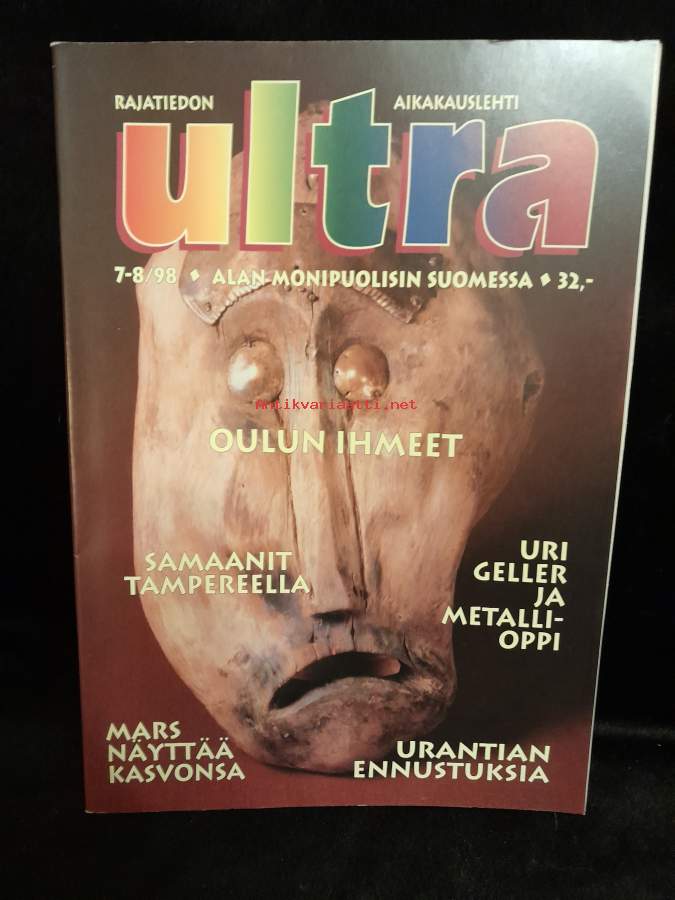 RAJATIEDON AIKAKAUSLEHTI
ultra
7-8/98 ♦ ALAN MONIPUOLISIN SUOMESSA ♦ 32,-
Antikvariaatti.net
OULUN IHMEET
SAMAANIT
TAMPEREELLA
URI
GELLER
JA
METALLI-
OPPI
MARS
NÄYTTÄÄ
KASVONSA
URANTIAN
ENNUSTUKSIA